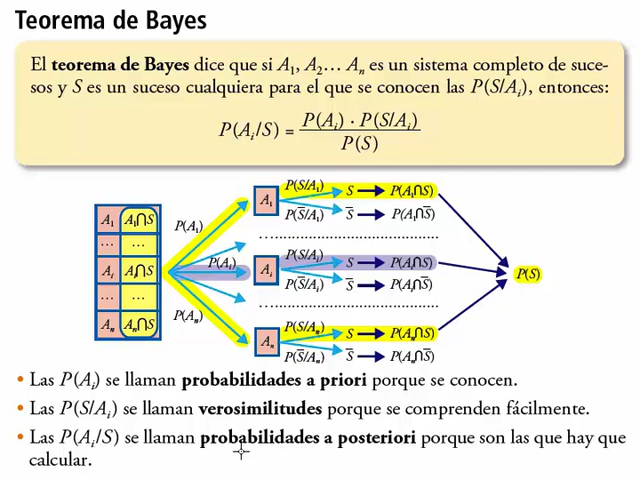 Teorema de Bayes
El teorema de Bayes dice que si A₁, A₂… Aₙ es un sistema completo de suce-
sos y S es un suceso cualquiera para el que se conocen las P(S/Aᵢ), entonces:
P(Aᵢ/S) = P(Aᵢ) · P(S/Aᵢ)
P(S)
A₁ A₁⋂S
... ...
Aᵢ Aᵢ⋂S
... ...
Aₙ Aₙ⋂S
P(A₁)
P(Aᵢ)
P(Aₙ)
A₁
P(S/A₁) S P(A₁⋂S)
P(S̅/A₁) S̅ P(A₁⋂S̅)
Aᵢ
P(S/Aᵢ) S P(Aᵢ⋂S)
P(S̅/Aᵢ) S̅ P(Aᵢ⋂S̅)
Aₙ
P(S/Aₙ) S P(Aₙ⋂S)
P(S̅/Aₙ) S̅ P(Aₙ⋂S̅)
P(S)
• Las P(Aᵢ) se llaman probabilidades a priori porque se conocen.
• Las P(S/Aᵢ) se llaman verosimilitudes porque se comprenden fácilmente.
• Las P(Aᵢ/S) se llaman probabilidades a posteriori porque son las que hay que
calcular.